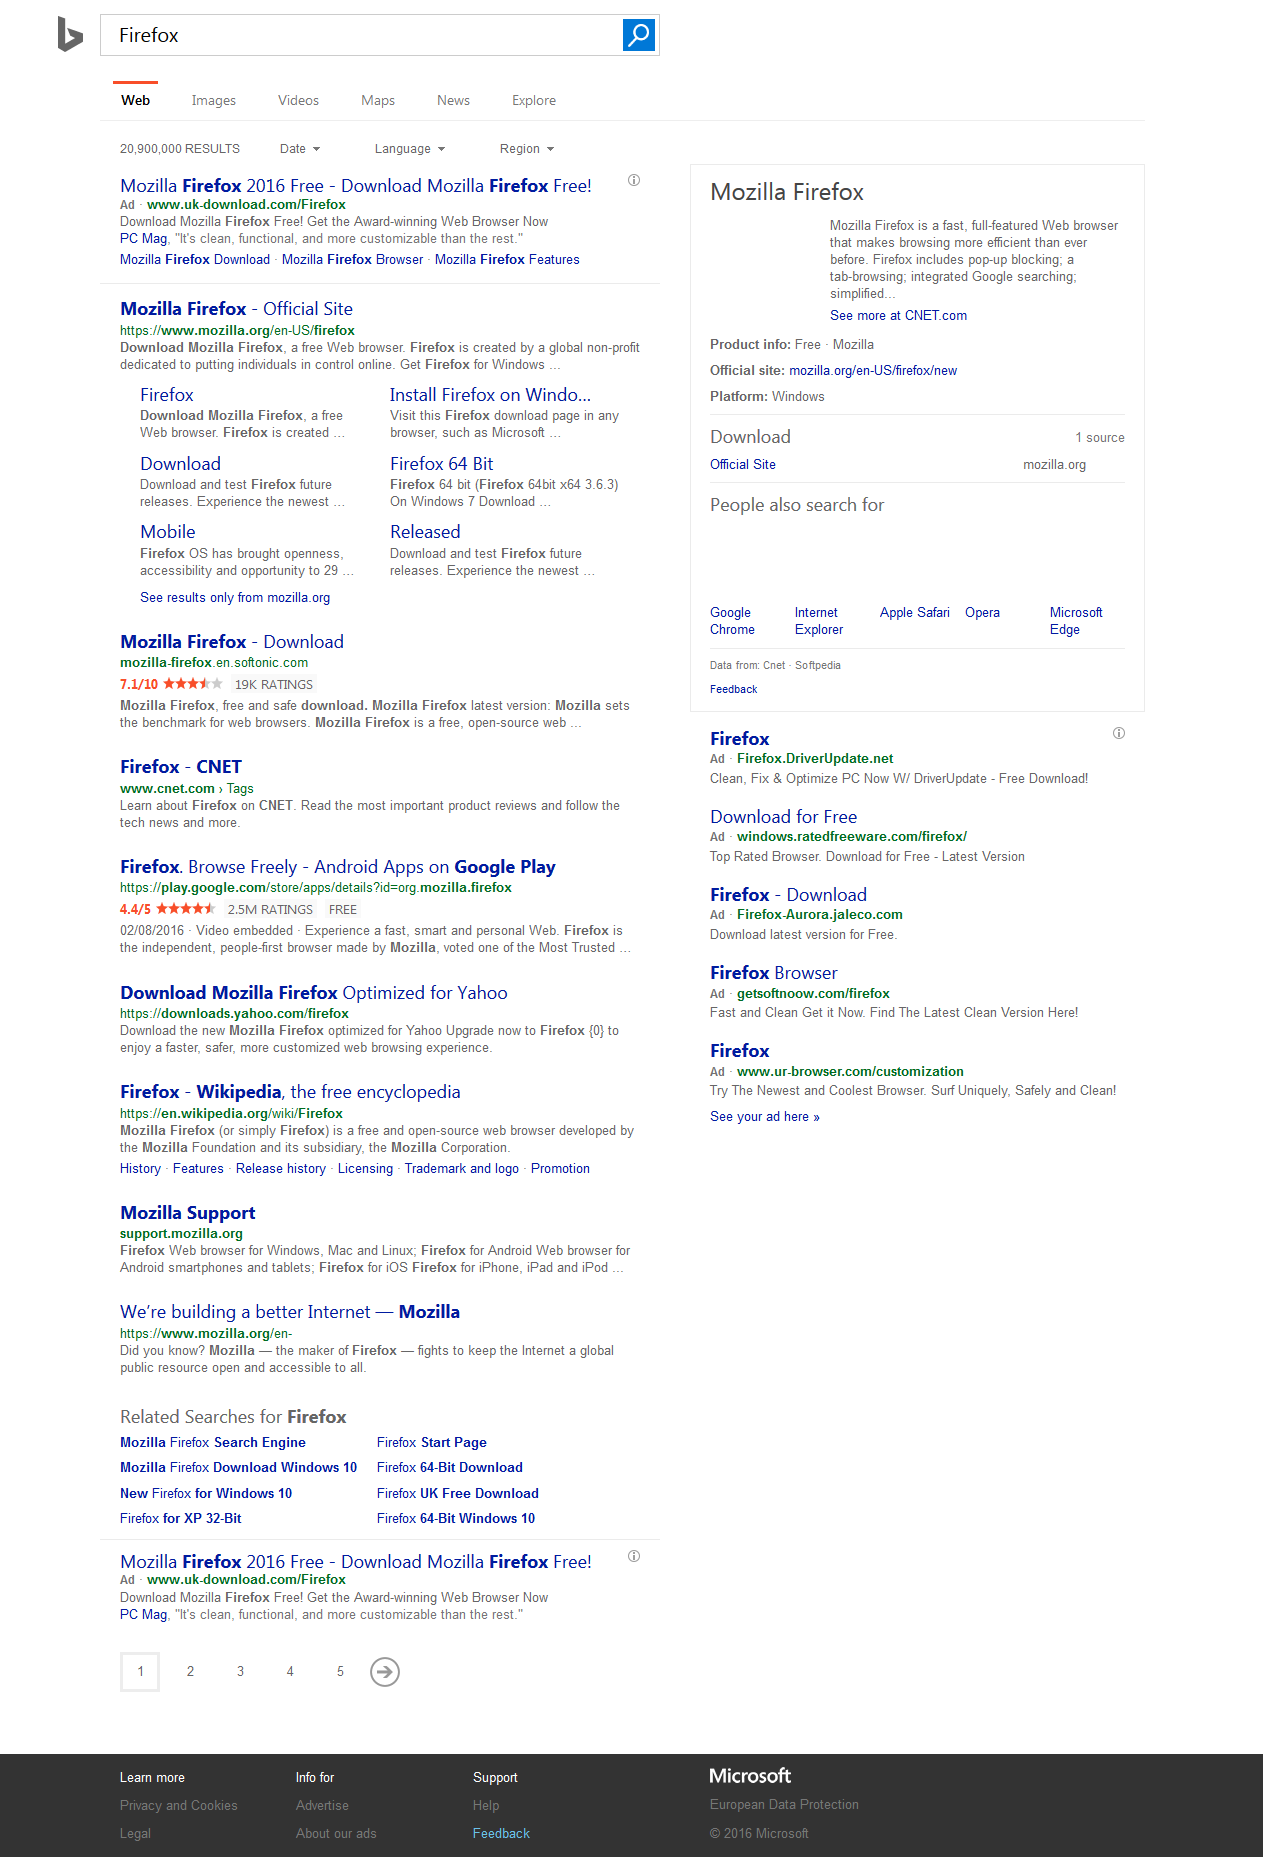 Firefox
Web
Images
Videos
Maps
News
Explore
20,900,000 RESULTS
Date
Language
Region
Mozilla Firefox 2016 Free - Download Mozilla Firefox Free!
Ad · www.uk-download.com/Firefox
Download Mozilla Firefox Free! Get the Award-winning Web Browser Now
PC Mag, "It's clean, functional, and more customizable than the rest."
Mozilla Firefox Download · Mozilla Firefox Browser · Mozilla Firefox Features
Mozilla Firefox - Official Site
https://www.mozilla.org/en-US/firefox
Download Mozilla Firefox, a free Web browser. Firefox is created by a global non-profit
dedicated to putting individuals in control online. Get Firefox for Windows ...
Firefox
Download Mozilla Firefox, a free
Web browser. Firefox is created ...
Install Firefox on Windo...
Visit this Firefox download page in any
browser, such as Microsoft ...
Download
Download and test Firefox future
releases. Experience the newest ...
Firefox 64 Bit
Firefox 64 bit (Firefox 64bit x64 3.6.3)
On Windows 7 Download ...
Mobile
Firefox OS has brought openness,
accessibility and opportunity to 29 ...
Released
Download and test Firefox future
releases. Experience the newest ...
See results only from mozilla.org
Mozilla Firefox - Download
mozilla-firefox.en.softonic.com
7.1/10 19K RATINGS
Mozilla Firefox, free and safe download. Mozilla Firefox latest version: Mozilla sets
the benchmark for web browsers. Mozilla Firefox is a free, open-source web ...
Firefox - CNET
www.cnet.com › Tags
Learn about Firefox on CNET. Read the most important product reviews and follow the
tech news and more.
Firefox. Browse Freely - Android Apps on Google Play
https://play.google.com/store/apps/details?id=org.mozilla.firefox
4.4/5 2.5M RATINGS FREE
02/08/2016 · Video embedded · Experience a fast, smart and personal Web. Firefox is
the independent, people-first browser made by Mozilla, voted one of the Most Trusted ...
Download Mozilla Firefox Optimized for Yahoo
https://downloads.yahoo.com/firefox
Download the new Mozilla Firefox optimized for Yahoo Upgrade now to Firefox {0} to
enjoy a faster, safer, more customized web browsing experience.
Firefox - Wikipedia, the free encyclopedia
https://en.wikipedia.org/wiki/Firefox
Mozilla Firefox (or simply Firefox) is a free and open-source web browser developed by
the Mozilla Foundation and its subsidiary, the Mozilla Corporation.
History · Features · Release history · Licensing · Trademark and logo · Promotion
Mozilla Support
support.mozilla.org
Firefox Web browser for Windows, Mac and Linux; Firefox for Android Web browser for
Android smartphones and tablets; Firefox for iOS Firefox for iPhone, iPad and iPod ...
We're building a better Internet — Mozilla
https://www.mozilla.org/en-
Did you know? Mozilla — the maker of Firefox — fights to keep the Internet a global
public resource open and accessible to all.
Related Searches for Firefox
Mozilla Firefox Search Engine
Firefox Start Page
Mozilla Firefox Download Windows 10
Firefox 64-Bit Download
New Firefox for Windows 10
Firefox UK Free Download
Firefox for XP 32-Bit
Firefox 64-Bit Windows 10
Mozilla Firefox 2016 Free - Download Mozilla Firefox Free!
Ad · www.uk-download.com/Firefox
Download Mozilla Firefox Free! Get the Award-winning Web Browser Now
PC Mag, "It's clean, functional, and more customizable than the rest."
1 2 3 4 5
Mozilla Firefox
Mozilla Firefox is a fast, full-featured Web browser
that makes browsing more efficient than ever
before. Firefox includes pop-up blocking; a
tab-browsing; integrated Google searching;
simplified...
See more at CNET.com
Product info: Free · Mozilla
Official site: mozilla.org/en-US/firefox/new
Platform: Windows
Download
1 source
Official Site
mozilla.org
People also search for
Google
Chrome
Internet
Explorer
Apple Safari
Opera
Microsoft
Edge
Data from: Cnet · Softpedia
Feedback
Firefox
Ad · Firefox.DriverUpdate.net
Clean, Fix & Optimize PC Now W/ DriverUpdate - Free Download!
Download for Free
Ad · windows.ratedfreeware.com/firefox/
Top Rated Browser. Download for Free - Latest Version
Firefox - Download
Ad · Firefox-Aurora.jaleco.com
Download latest version for Free.
Firefox Browser
Ad · getsoftnoow.com/firefox
Fast and Clean Get it Now. Find The Latest Clean Version Here!
Firefox
Ad · www.ur-browser.com/customization
Try The Newest and Coolest Browser. Surf Uniquely, Safely and Clean!
See your ad here »
Learn more
Privacy and Cookies
Legal
Info for
Advertise
About our ads
Support
Help
Feedback
Microsoft
European Data Protection
© 2016 Microsoft